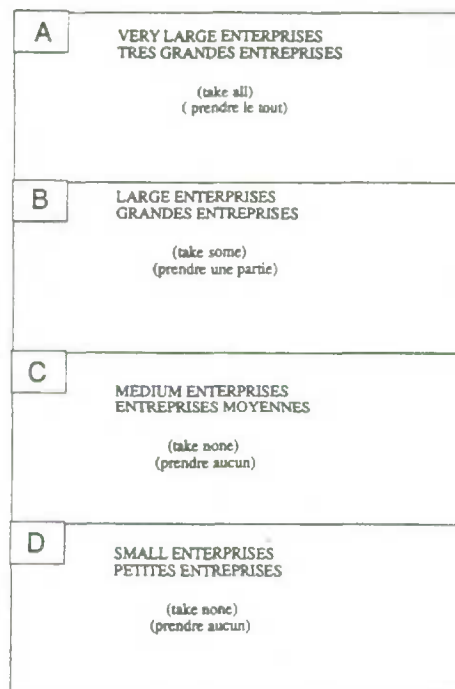 A
VERY LARGE ENTERPRISES
TRES GRANDES ENTREPRISES
(take all)
( prendre le tout)
B
LARGE ENTERPRISES
GRANDES ENTREPRISES
(take some)
(prendre une partie)
C
MEDIUM ENTERPRISES
ENTREPRISES MOYENNES
(take none)
(prendre aucun)
D
SMALL ENTERPRISES
PETITES ENTREPRISES
(take none)
(prendre aucun)